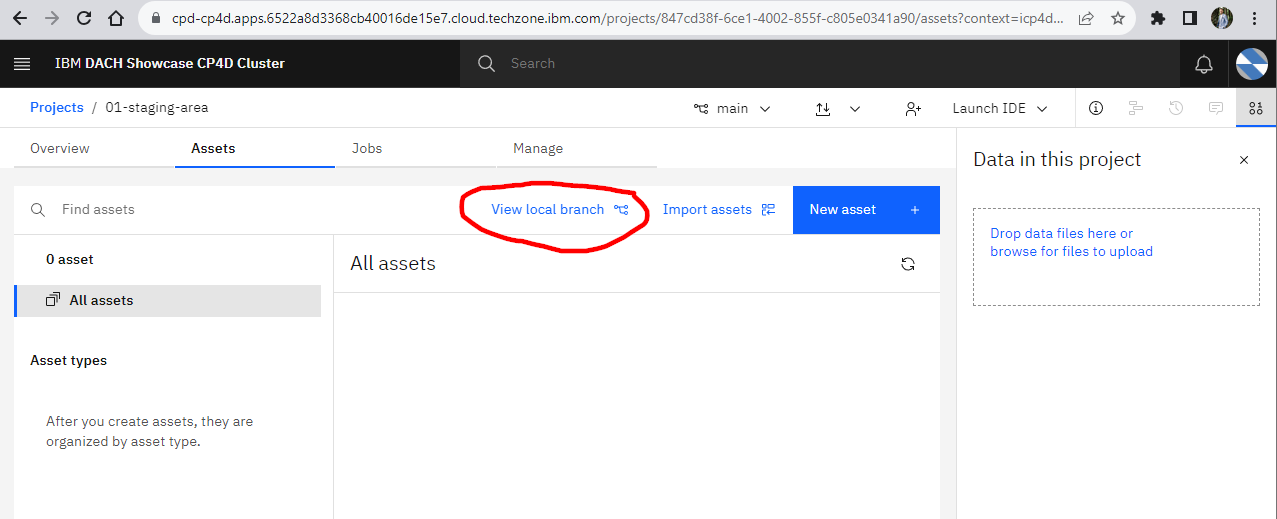 cpd-cp4d.apps.6522a8d3368cb40016de15e7.cloud.techzone.ibm.com/projects/847cd38f-6ce1-4002-855f-c805e0341a90/assets?context=icp4d...
IBM DACH Showcase CP4D Cluster
Search
Projects / 01-staging-area
main
Launch IDE
Overview
Assets
Jobs
Manage
Data in this project
Find assets
View local branch
Import assets
New asset +
Drop data files here or
browse for files to upload
0 asset
All assets
All assets
Asset types
After you create assets, they are
organized by asset type.